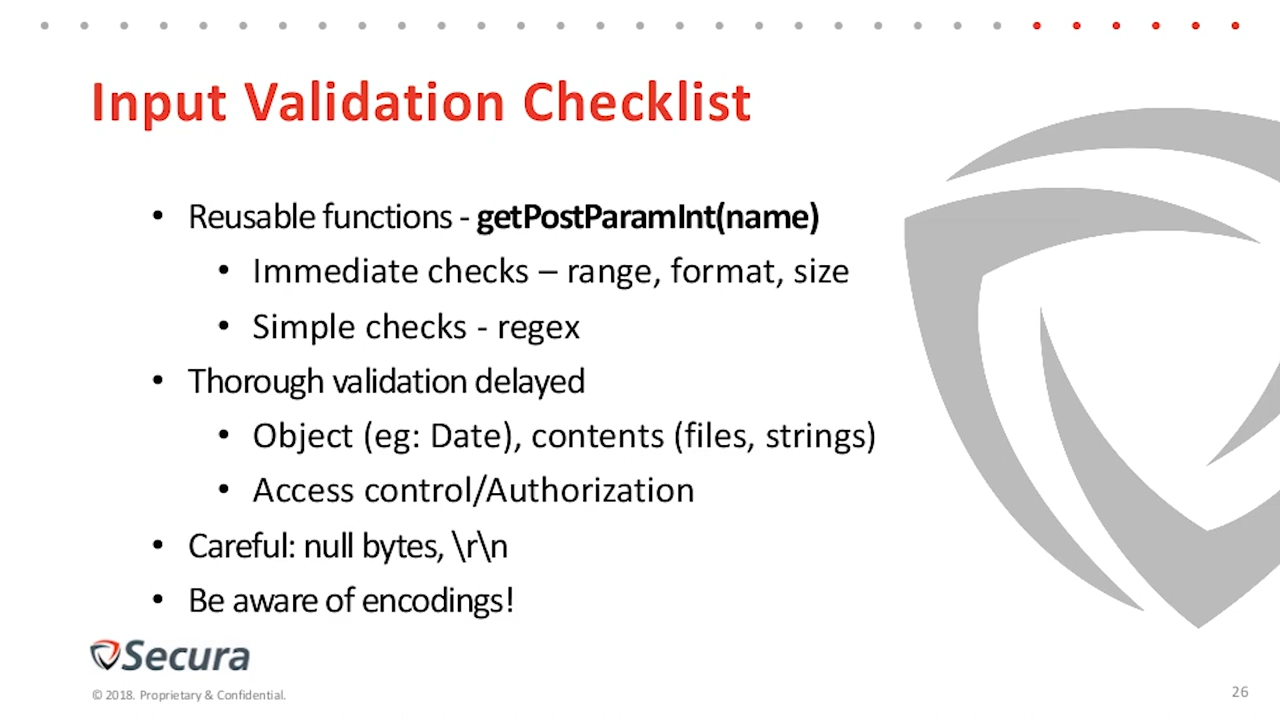 Input Validation Checklist
• Reusable functions - getPostParamInt(name)
• Immediate checks – range, format, size
• Simple checks - regex
• Thorough validation delayed
• Object (eg: Date), contents (files, strings)
• Access control/Authorization
• Careful: null bytes, \r\n
• Be aware of encodings!
Secura
© 2018. Proprietary & Confidential.
26